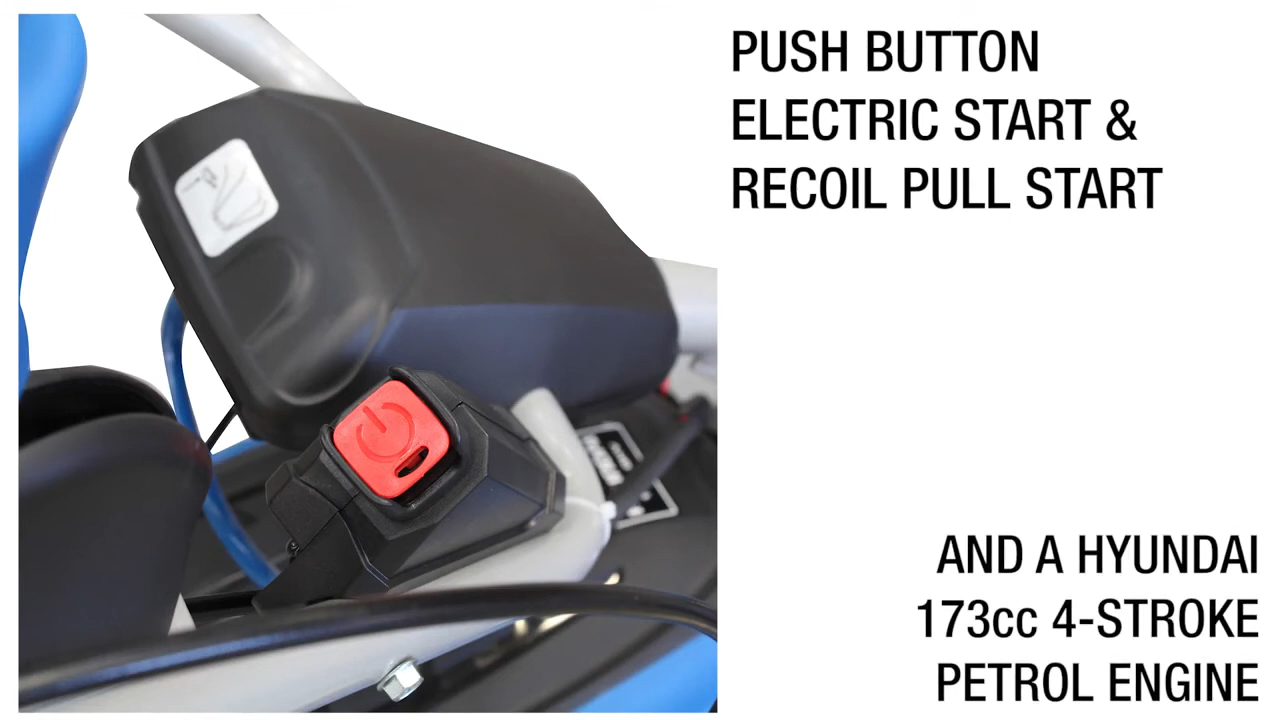 PUSH BUTTON
ELECTRIC START &
RECOIL PULL START
AND A HYUNDAI
173cc 4-STROKE
PETROL ENGINE